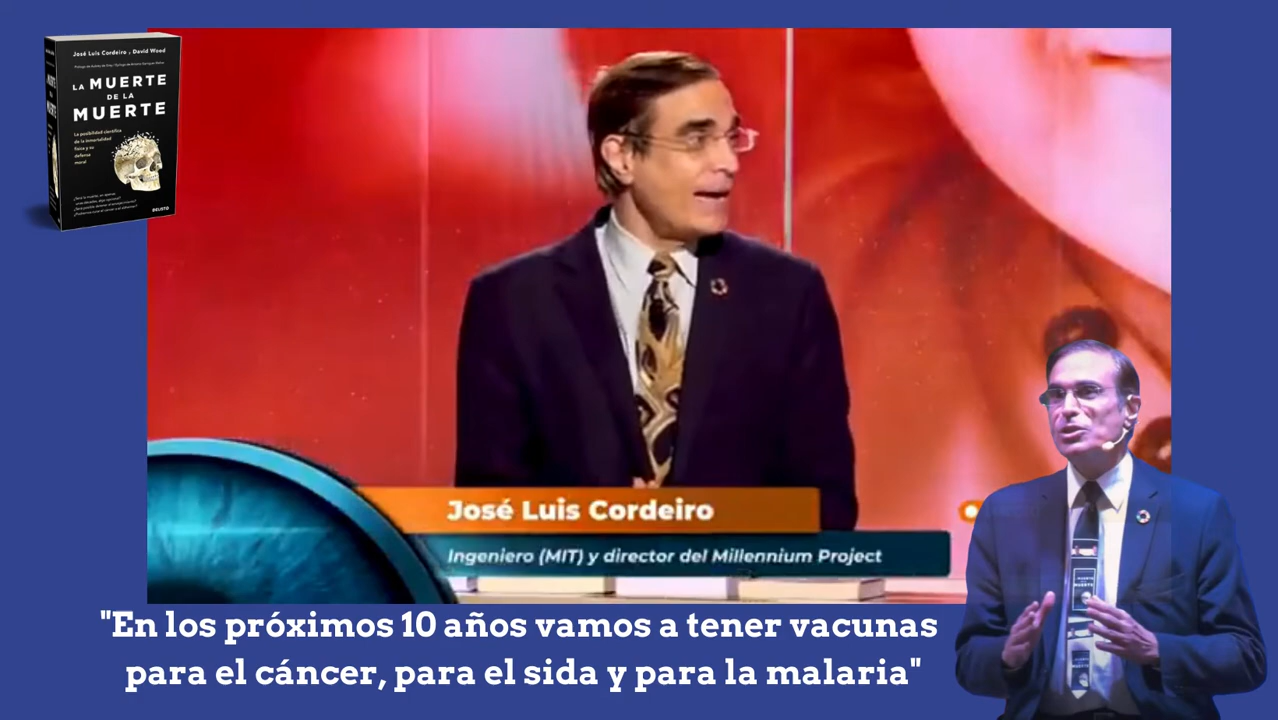 José Luis Cordeiro y David Wood
LA MUERTE
DE LA
MUERTE
La posibilidad científica
de la inmortalidad
física y su
defensa
moral
DEUSTO
José Luis Cordeiro
Ingeniero (MIT) y director del Millennium Project
"En los próximos 10 años vamos a tener vacunas
para el cáncer, para el sida y para la malaria"